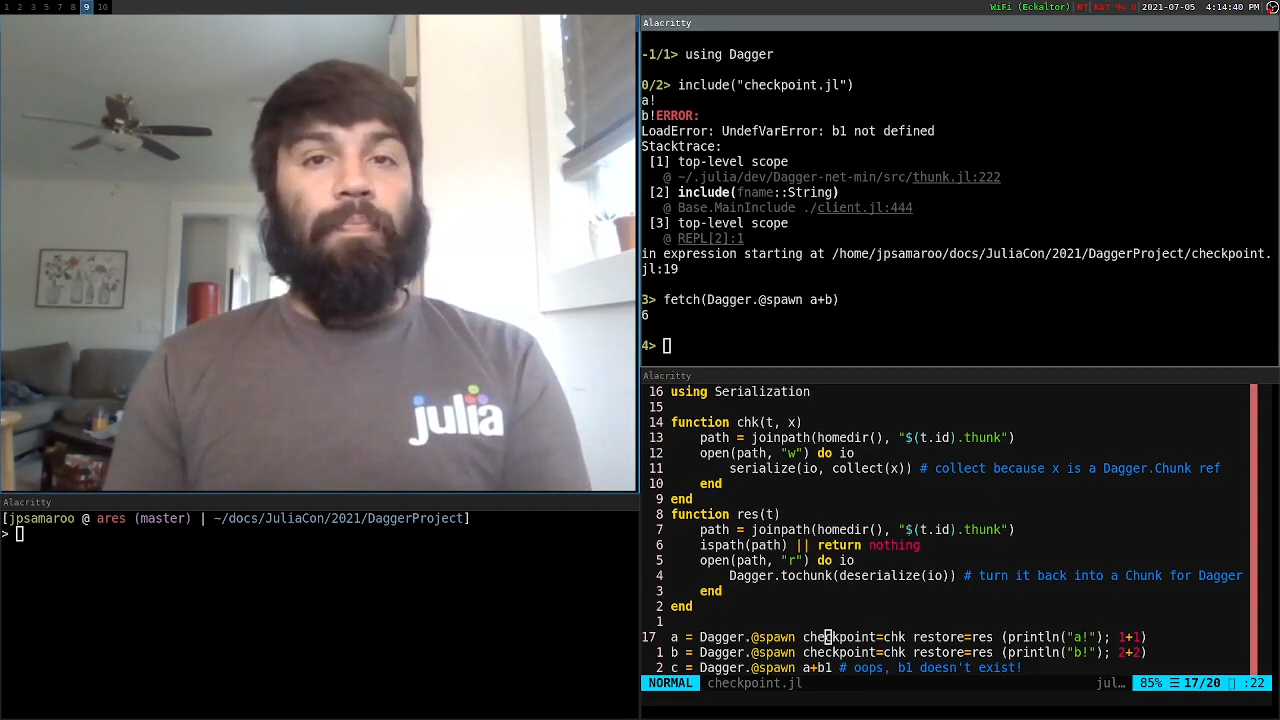 1 2 3 5 7 8 9 10
WiFi (Eckaltor)
2021-07-05
4:14:40 PM
Alacritty
-1/1> using Dagger
0/2> include("checkpoint.jl")
a!
b!ERROR:
LoadError: UndefVarError: b1 not defined
Stacktrace:
[1] top-level scope
@ ~/.julia/dev/Dagger-net-min/src/thunk.jl:222
[2] include(fname::String)
@ Base.MainInclude ./client.jl:444
[3] top-level scope
@ REPL[2]:1
in expression starting at /home/jpsamaroo/docs/JuliaCon/2021/DaggerProject/checkpoint.
jl:19
3> fetch(Dagger.@spawn a+b)
6
4>
julia
Alacritty
[jpsamaroo @ ares (master) | ~/docs/JuliaCon/2021/DaggerProject]
>
Alacritty
16 using Serialization
15
14 function chk(t, x)
13 path = joinpath(homedir(), "$(t.id).thunk")
12 open(path, "w") do io
11 serialize(io, collect(x)) # collect because x is a Dagger.Chunk ref
10 end
9 end
8 function res(t)
7 path = joinpath(homedir(), "$(t.id).thunk")
6 ispath(path) || return nothing
5 open(path, "r") do io
4 Dagger.tochunk(deserialize(io)) # turn it back into a Chunk for Dagger
3 end
2 end
1
17 a = Dagger.@spawn checkpoint=chk restore=res (println("a!"); 1+1)
1 b = Dagger.@spawn checkpoint=chk restore=res (println("b!"); 2+2)
2 c = Dagger.@spawn a+b1 # oops, b1 doesn't exist!
NORMAL checkpoint.jl jul… 85% ☰ 17/20 :22